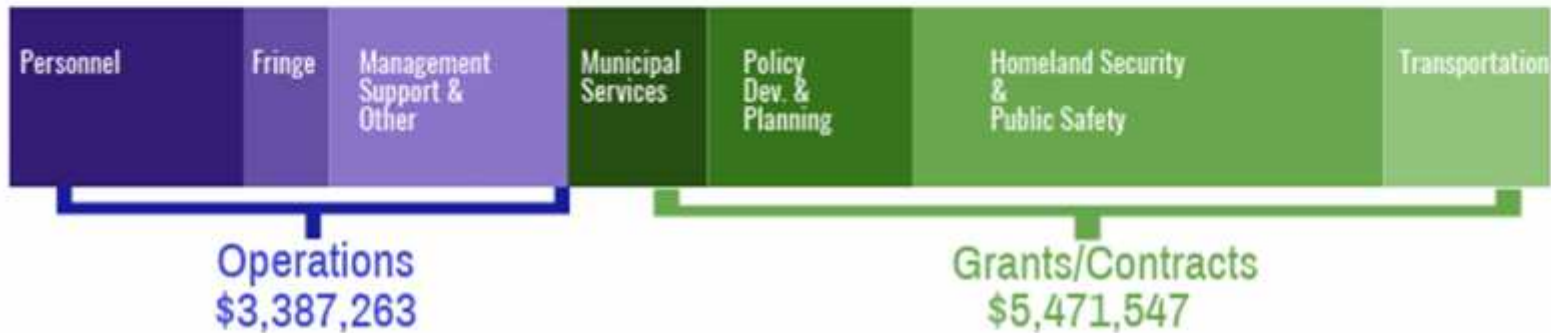 Personnel
Fringe
Management
Support &
Other
Municipal
Services
Policy
Dev. &
Planning
Homeland Security
&
Public Safety
Transportation
Operations
$3,387,263
Grants/Contracts
$5,471,547